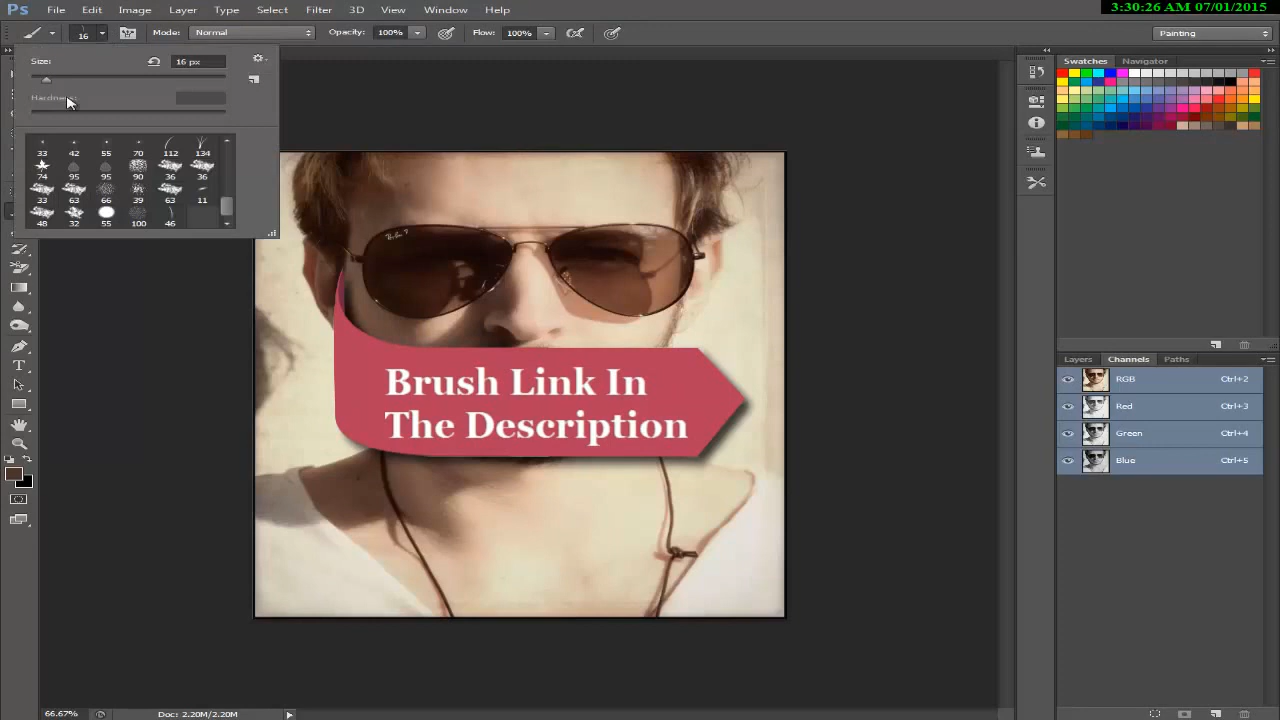 Ps File Edit Image Layer Type Select Filter 3D View Window Help
3:30:26 AM 07/01/2015
16 Mode: Normal Opacity: 100% Flow: 100% Painting
Size: 16 px
Hardness:
33 42 55 70 112 134
74 95 95 90 36 36
33 63 66 39 63 11
48 32 55 100 46
Swatches Navigator
Ray-Ban P
Brush Link In
The Description
Layers Channels Paths
RGB Ctrl+2
Red Ctrl+3
Green Ctrl+4
Blue Ctrl+5
66.67% Doc: 2.20M/2.20M